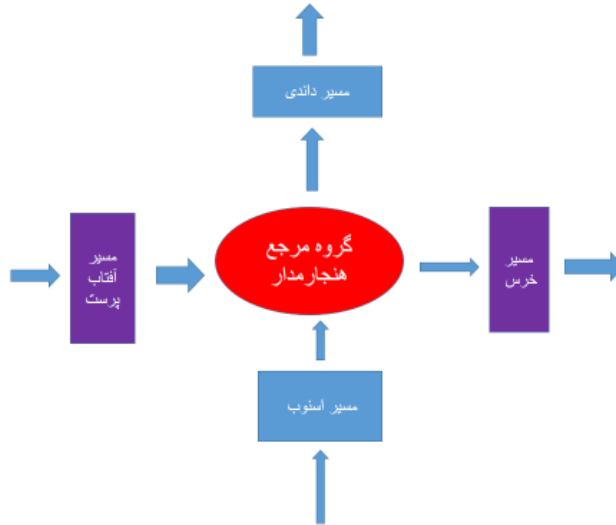 مسیر داندی
گروه مرجع
هنجارمدار
مسیر
خرس
مسیر
آفتاب
پرست
مسیر اسنوب